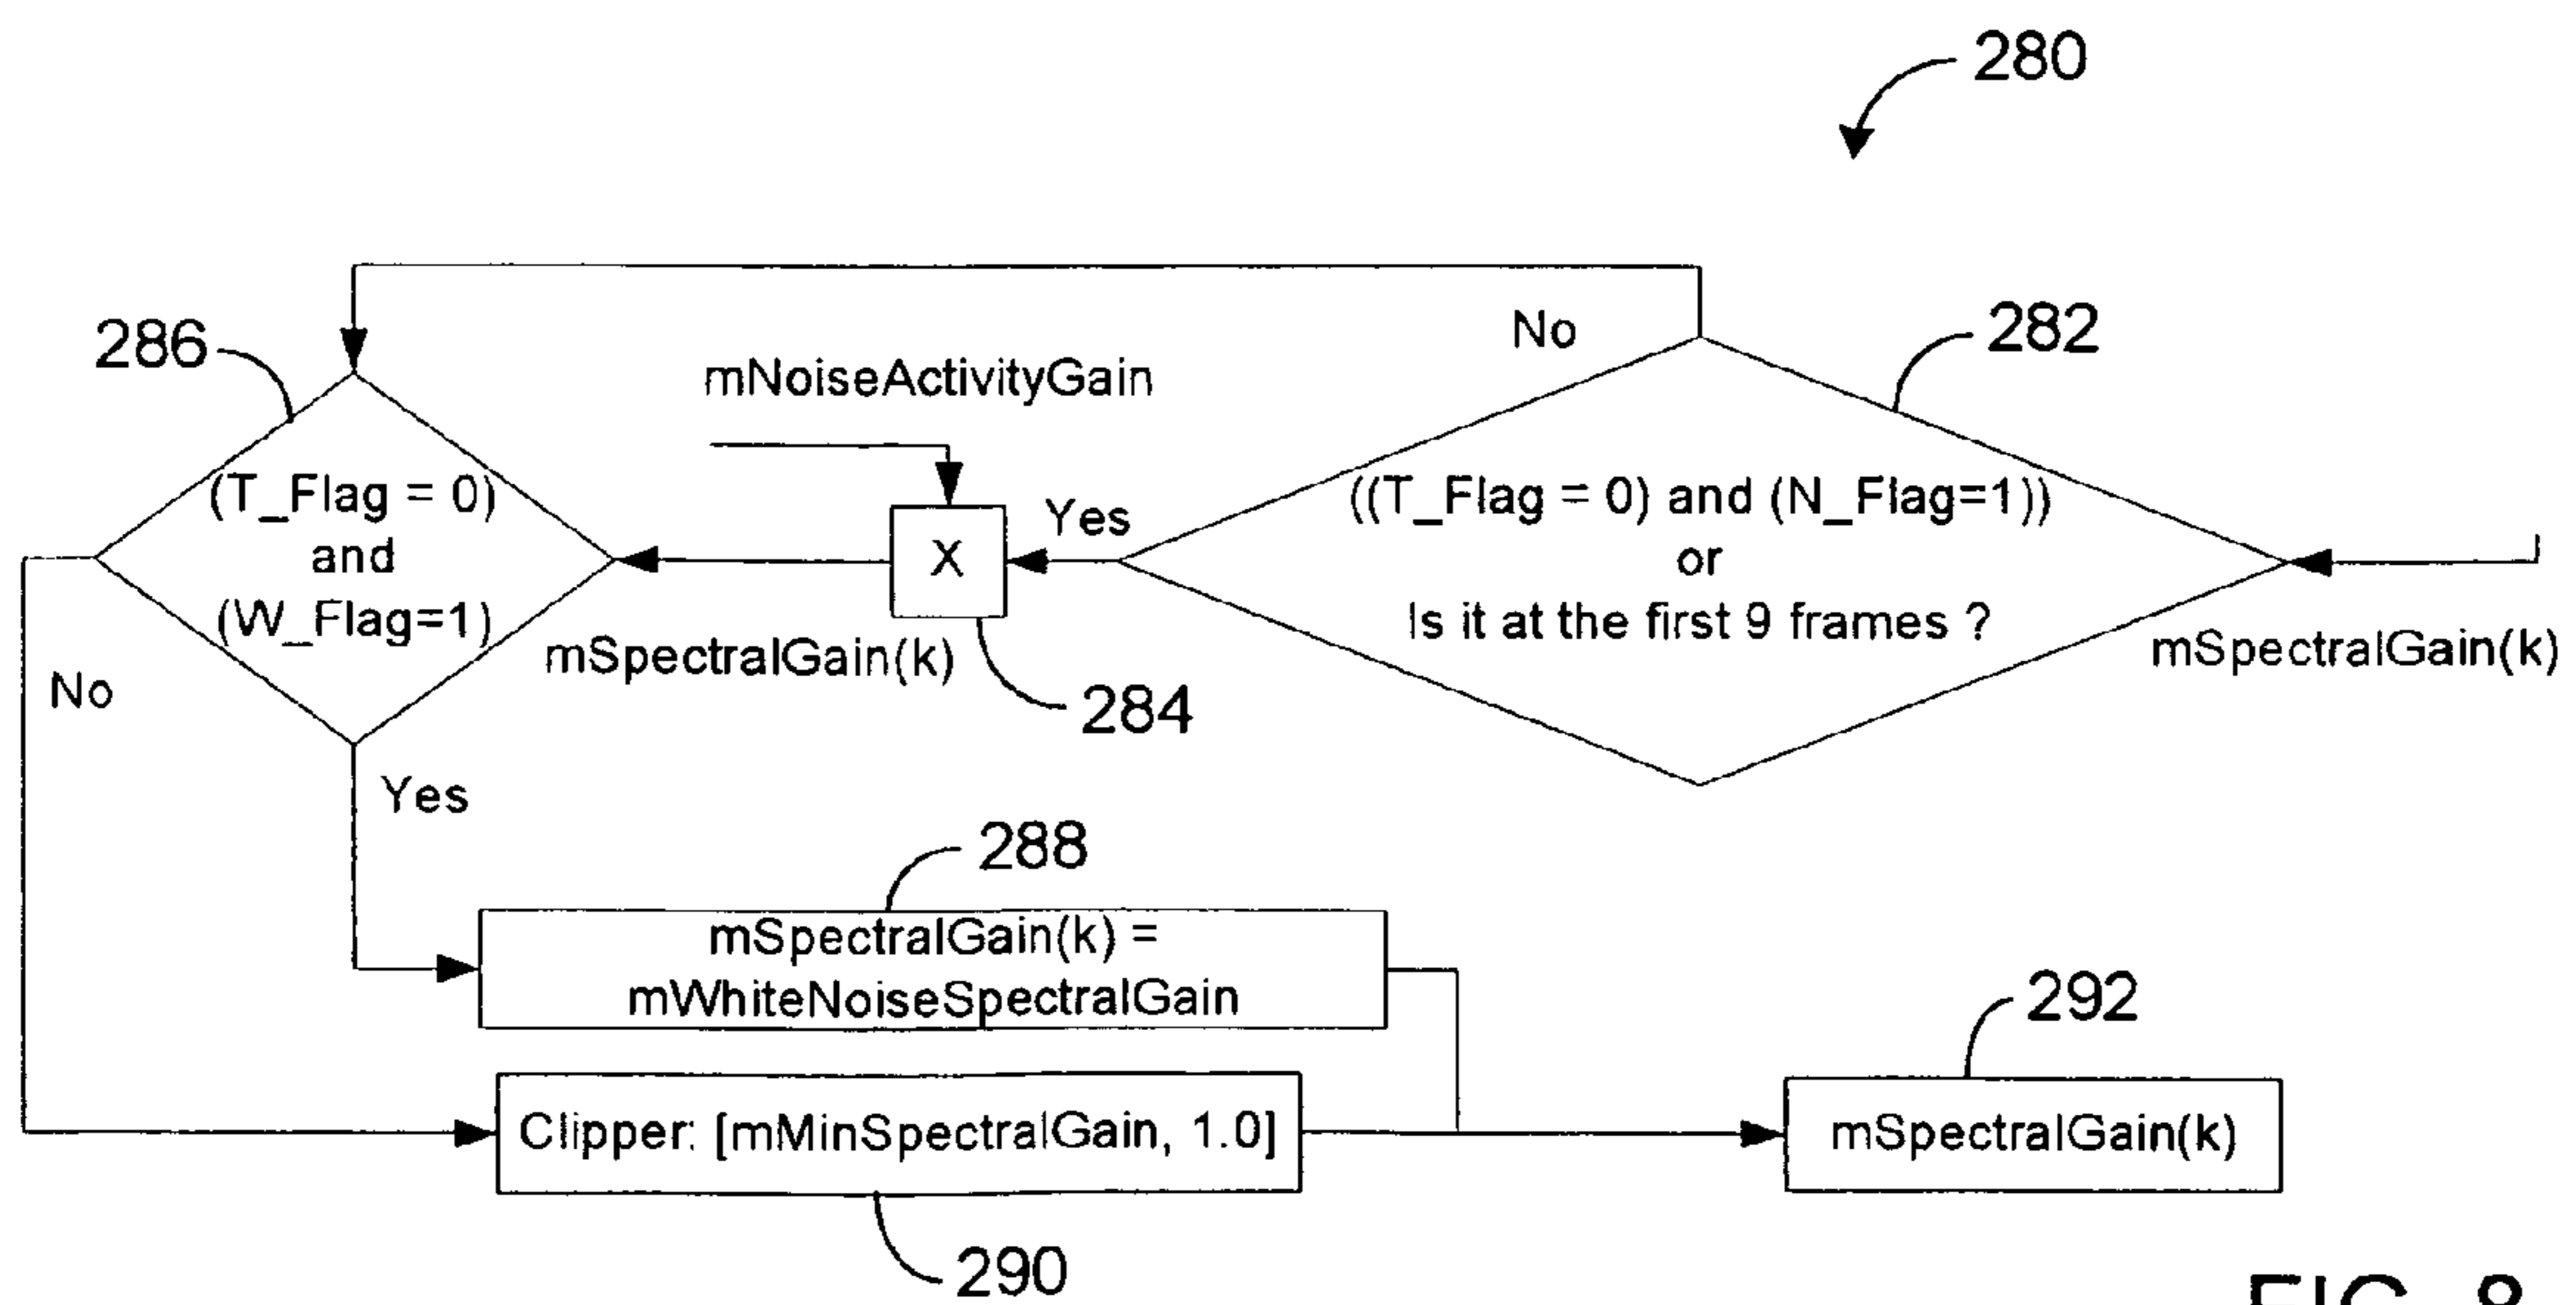 280
No
282
286
mNoiseActivityGain
(T_Flag = 0)
and
(W_Flag=1)
X
Yes
((T_Flag = 0) and (N_Flag=1))
or
Is it at the first 9 frames ?
mSpectralGain(k)
mSpectralGain(k)
284
No
Yes
288
mSpectralGain(k) =
mWhiteNoiseSpectralGain
292
Clipper: [mMinSpectralGain, 1.0]
mSpectralGain(k)
290
FIG. 8